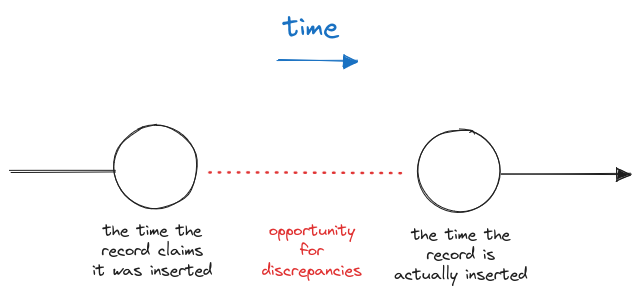 time
the time the
record claims
it was inserted
opportunity
for
discrepancies
the time the
record is
actually inserted